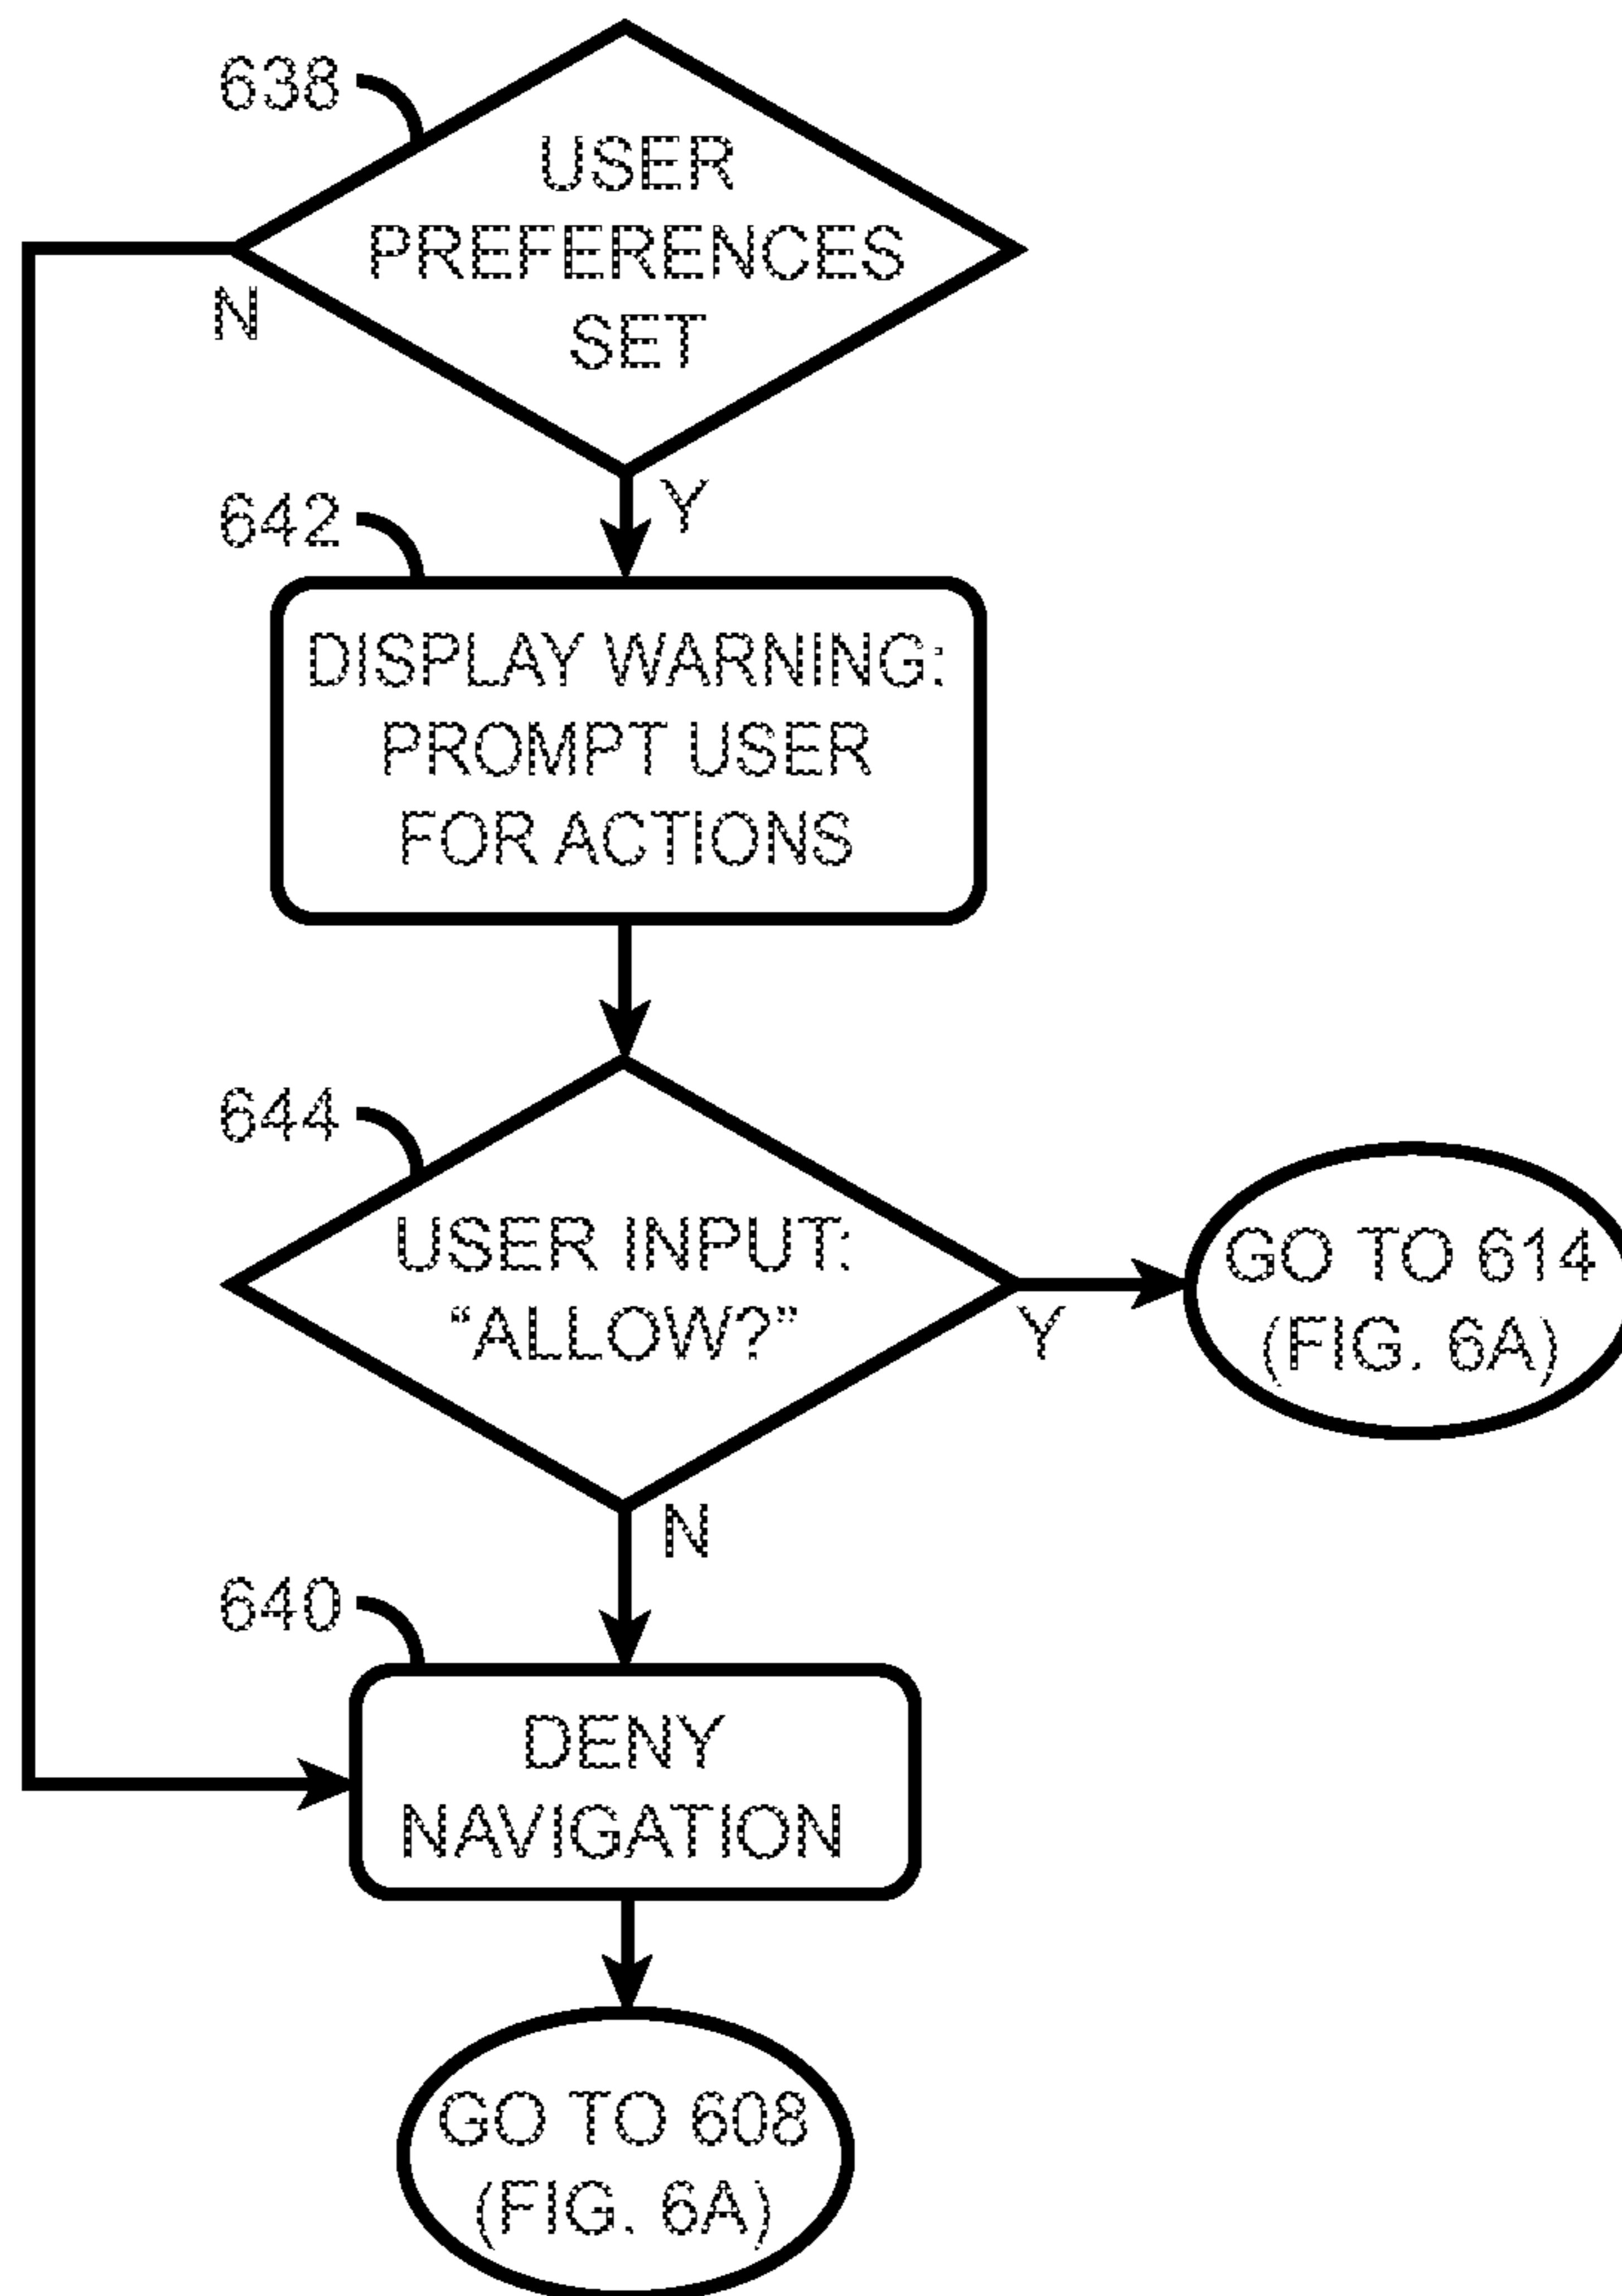 638
USER
PREFERENCES
SET
N
Y
642
DISPLAY WARNING:
PROMPT USER
FOR ACTIONS
644
USER INPUT:
“ALLOW?”
Y
GO TO 614
(FIG. 6A)
N
640
DENY
NAVIGATION
GO TO 608
(FIG. 6A)